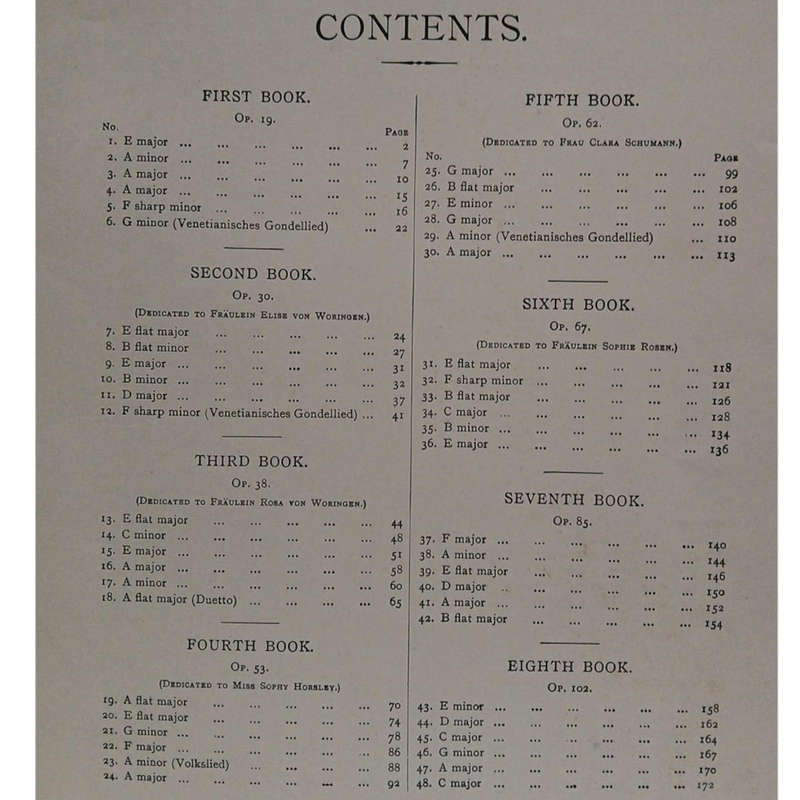 CONTENTS.
FIRST BOOK.
Op. 19.
No. Page
1. E major ... ... ... ... ... ... 2
2. A minor ... ... ... ... ... ... 7
3. A major ... ... ... ... ... ... 10
4. A major ... ... ... ... ... ... 15
5. F sharp minor ... ... ... ... ... 16
6. G minor (Venetianisches Gondellied) ... 22
SECOND BOOK.
Op. 30.
(Dedicated to Fräulein Elise von Woringen.)
7. E flat major ... ... ... ... ... 24
8. B flat minor ... ... ... ... ... 27
9. E major ... ... ... ... ... ... 31
10. B minor ... ... ... ... ... ... 32
11. D major ... ... ... ... ... ... 37
12. F sharp minor (Venetianisches Gondellied) ... 41
THIRD BOOK.
Op. 38.
(Dedicated to Fräulein Rosa von Woringen.)
13. E flat major ... ... ... ... ... 44
14. C minor ... ... ... ... ... ... 48
15. E major ... ... ... ... ... ... 51
16. A major ... ... ... ... ... ... 58
17. A minor ... ... ... ... ... ... 60
18. A flat major (Duetto) ... ... ... ... 65
FOURTH BOOK.
Op. 53.
(Dedicated to Miss Sophy Horsley.)
19. A flat major ... ... ... ... ... 70
20. E flat major ... ... ... ... ... 74
21. G minor ... ... ... ... ... ... 78
22. F major ... ... ... ... ... ... 86
23. A minor (Volkslied) ... ... ... ... 88
24. A major ... ... ... ... ... ... 92
FIFTH BOOK.
Op. 62.
(Dedicated to Frau Clara Schumann.)
No. Page
25. G major ... ... ... ... ... ... 99
26. B flat major ... ... ... ... ... 102
27. E minor ... ... ... ... ... ... 106
28. G major ... ... ... ... ... ... 108
29. A minor (Venetianisches Gondellied) ... 110
30. A major ... ... ... ... ... ... 113
SIXTH BOOK.
Op. 67.
(Dedicated to Fräulein Sophie Rosen.)
31. E flat major ... ... ... ... ... 118
32. F sharp minor ... ... ... ... ... 121
33. B flat major ... ... ... ... ... 126
34. C major ... ... ... ... ... ... 128
35. B minor ... ... ... ... ... ... 134
36. E major ... ... ... ... ... ... 136
SEVENTH BOOK.
Op. 85.
37. F major ... ... ... ... ... ... 140
38. A minor ... ... ... ... ... ... 144
39. E flat major ... ... ... ... ... 146
40. D major ... ... ... ... ... ... 150
41. A major ... ... ... ... ... ... 152
42. B flat major ... ... ... ... ... 154
EIGHTH BOOK.
Op. 102.
43. E minor ... ... ... ... ... ... 158
44. D major ... ... ... ... ... ... 162
45. C major ... ... ... ... ... ... 164
46. G minor ... ... ... ... ... ... 167
47. A major ... ... ... ... ... ... 170
48. C major ... ... ... ... ... ... 172